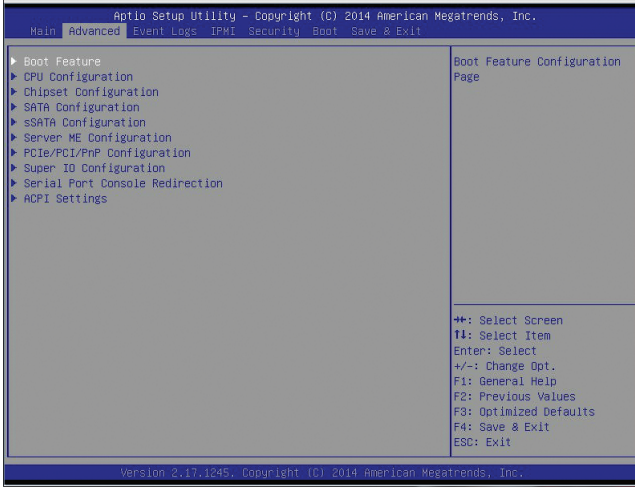 Aptio Setup Utility – Copyright (C) 2014 American Megatrends, Inc.
Main Advanced Event Logs IPMI Security Boot Save & Exit
▶ Boot Feature
▶ CPU Configuration
▶ Chipset Configuration
▶ SATA Configuration
▶ sSATA Configuration
▶ Server ME Configuration
▶ PCIe/PCI/PnP Configuration
▶ Super IO Configuration
▶ Serial Port Console Redirection
▶ ACPI Settings
Boot Feature Configuration
Page
→←: Select Screen
↑↓: Select Item
Enter: Select
+/-: Change Opt.
F1: General Help
F2: Previous Values
F3: Optimized Defaults
F4: Save & Exit
ESC: Exit
Version 2.17.1245. Copyright (C) 2014 American Megatrends, Inc.